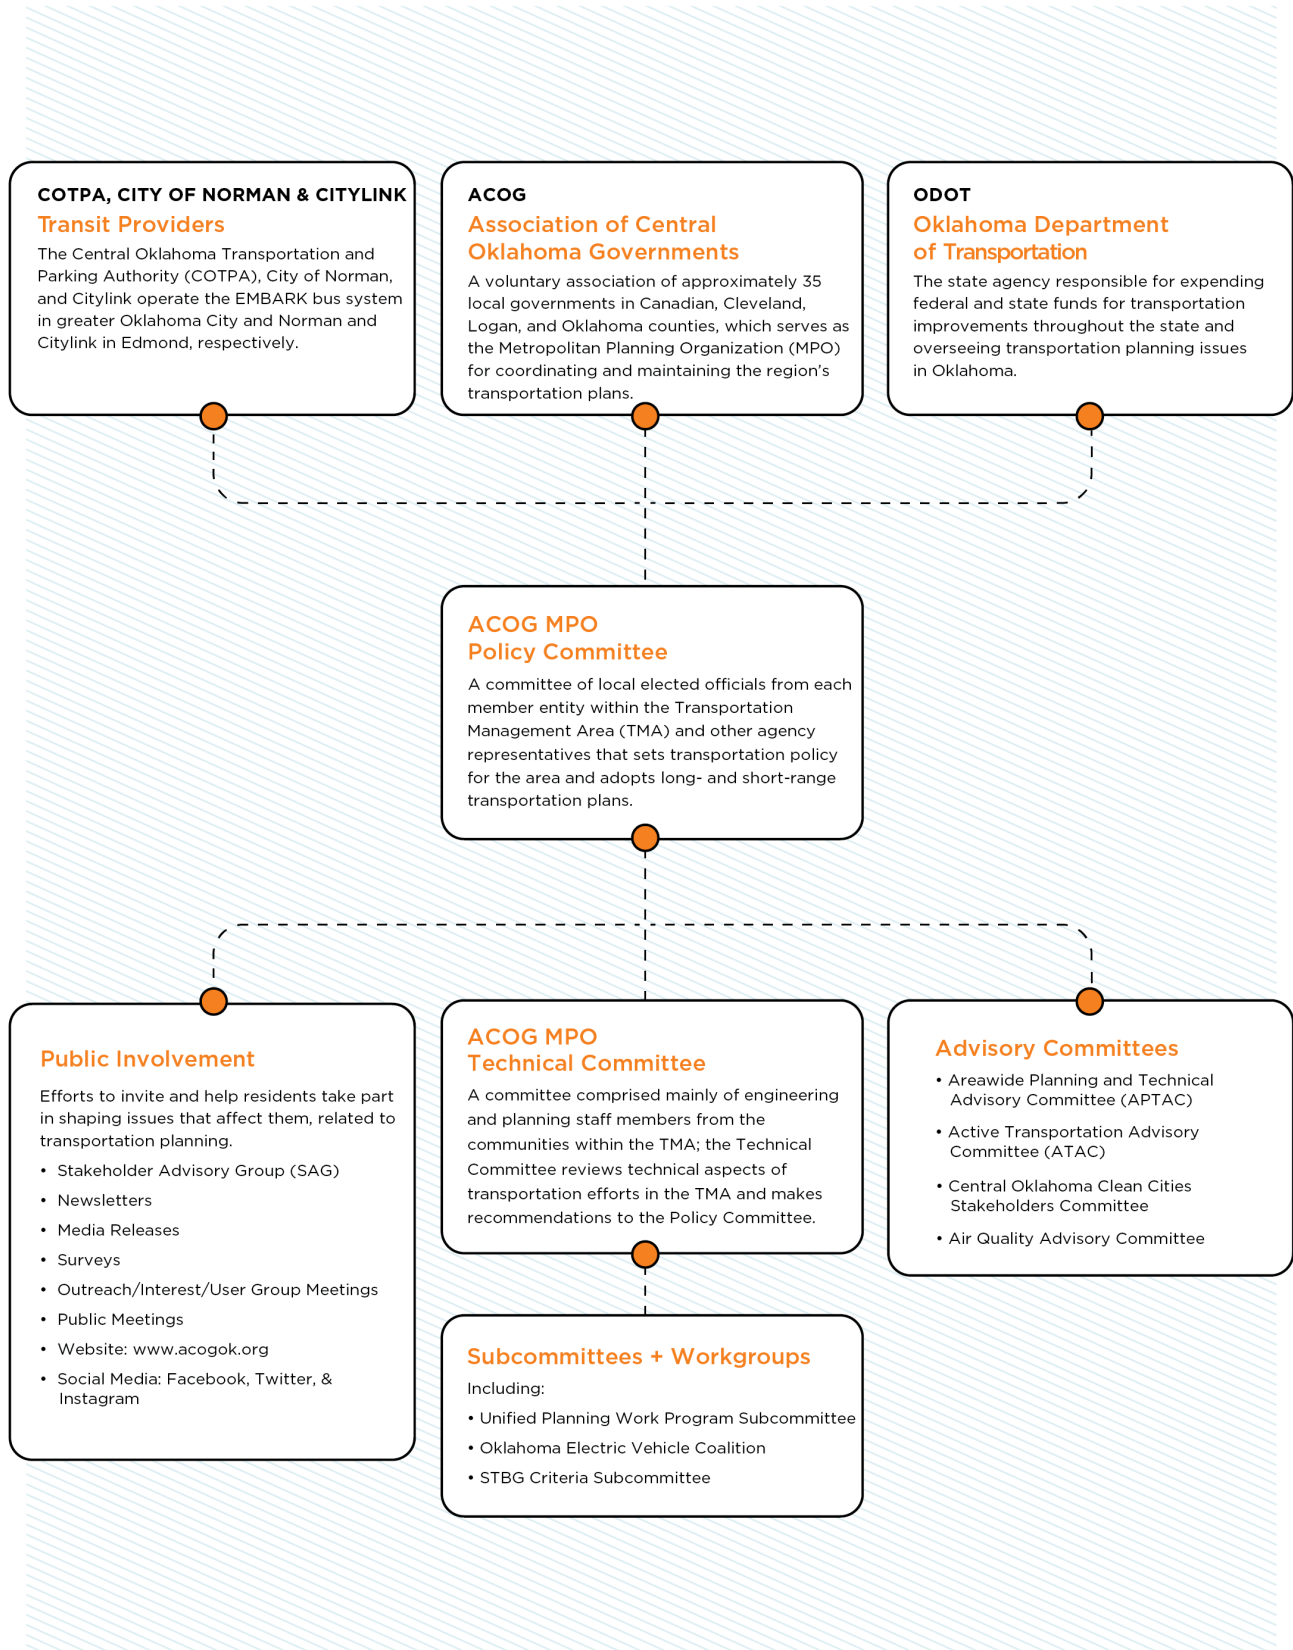 COTPA, CITY OF NORMAN & CITYLINK
Transit Providers
The Central Oklahoma Transportation and
Parking Authority (COTPA), City of Norman,
and Citylink operate the EMBARK bus system
in greater Oklahoma City and Norman and
Citylink in Edmond, respectively.
ACOG
Association of Central
Oklahoma Governments
A voluntary association of approximately 35
local governments in Canadian, Cleveland,
Logan, and Oklahoma counties, which serves as
the Metropolitan Planning Organization (MPO)
for coordinating and maintaining the region’s
transportation plans.
ODOT
Oklahoma Department
of Transportation
The state agency responsible for expending
federal and state funds for transportation
improvements throughout the state and
overseeing transportation planning issues
in Oklahoma.
ACOG MPO
Policy Committee
A committee of local elected officials from each
member entity within the Transportation
Management Area (TMA) and other agency
representatives that sets transportation policy
for the area and adopts long- and short-range
transportation plans.
Public Involvement
Efforts to invite and help residents take part
in shaping issues that affect them, related to
transportation planning.
• Stakeholder Advisory Group (SAG)
• Newsletters
• Media Releases
• Surveys
• Outreach/Interest/User Group Meetings
• Public Meetings
• Website: www.acogok.org
• Social Media: Facebook, Twitter, &
Instagram
ACOG MPO
Technical Committee
A committee comprised mainly of engineering
and planning staff members from the
communities within the TMA; the Technical
Committee reviews technical aspects of
transportation efforts in the TMA and makes
recommendations to the Policy Committee.
Advisory Committees
• Areawide Planning and Technical
Advisory Committee (APTAC)
• Active Transportation Advisory
Committee (ATAC)
• Central Oklahoma Clean Cities
Stakeholders Committee
• Air Quality Advisory Committee
Subcommittees + Workgroups
Including:
• Unified Planning Work Program Subcommittee
• Oklahoma Electric Vehicle Coalition
• STBG Criteria Subcommittee